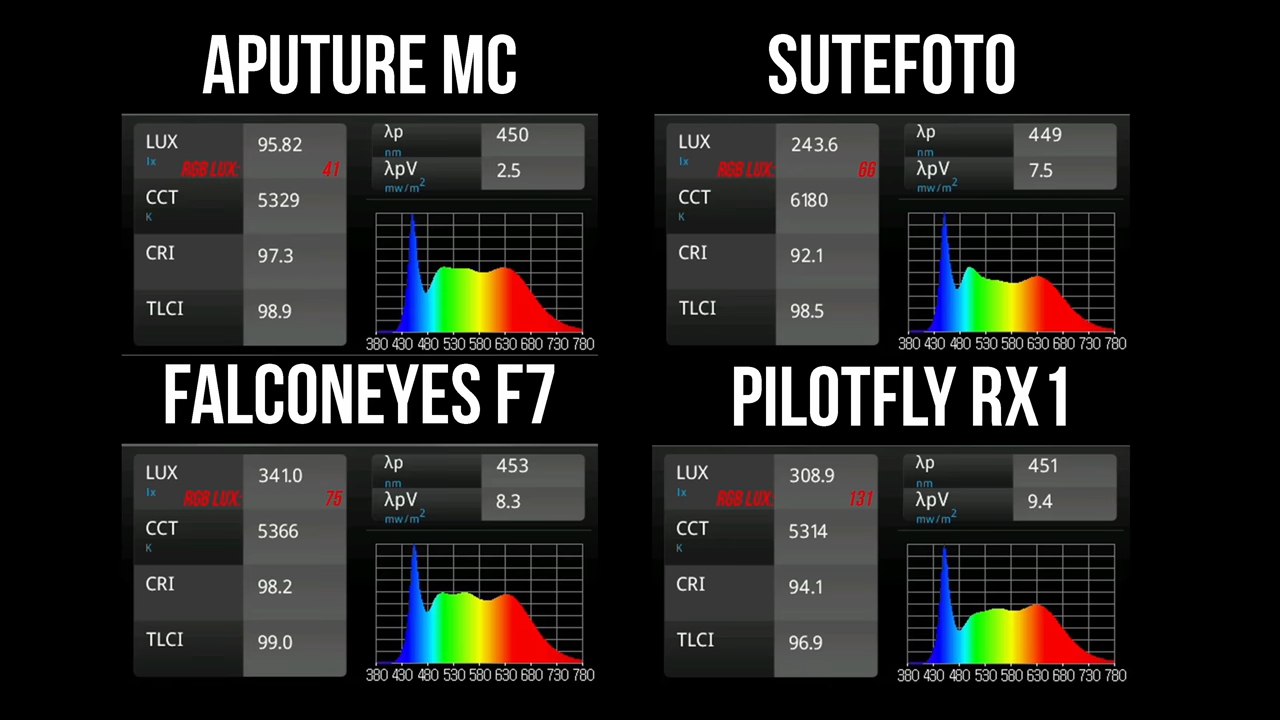 APUTURE MC
LUX 95.82
lx
RGB LUX: 41
CCT 5329
K
CRI 97.3
TLCI 98.9
λp 450
nm
λpV 2.5
mw/m²
380 430 480 530 580 630 680 730 780
SUTEFOTO
LUX 243.6
lx
RGB LUX: 66
CCT 6180
K
CRI 92.1
TLCI 98.5
λp 449
nm
λpV 7.5
mw/m²
380 430 480 530 580 630 680 730 780
FALCONEYES F7
LUX 341.0
lx
RGB LUX: 75
CCT 5366
K
CRI 98.2
TLCI 99.0
λp 453
nm
λpV 8.3
mw/m²
380 430 480 530 580 630 680 730 780
PILOTFLY RX1
LUX 308.9
lx
RGB LUX: 131
CCT 5314
K
CRI 94.1
TLCI 96.9
λp 451
nm
λpV 9.4
mw/m²
380 430 480 530 580 630 680 730 780